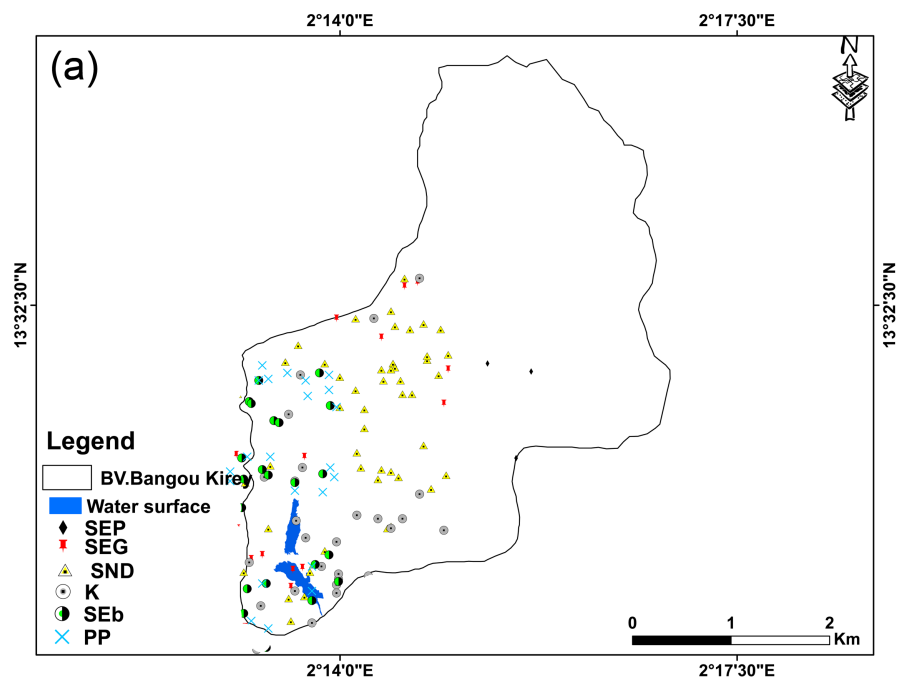 2°14'0"E 2°17'30"E
(a)
N
13°32'30"N 13°32'30"N
Legend
BV.Bangou Kirey
Water surface
SEP
SEG
SND
K
SEb
PP
0 1 2
Km
2°14'0"E 2°17'30"E